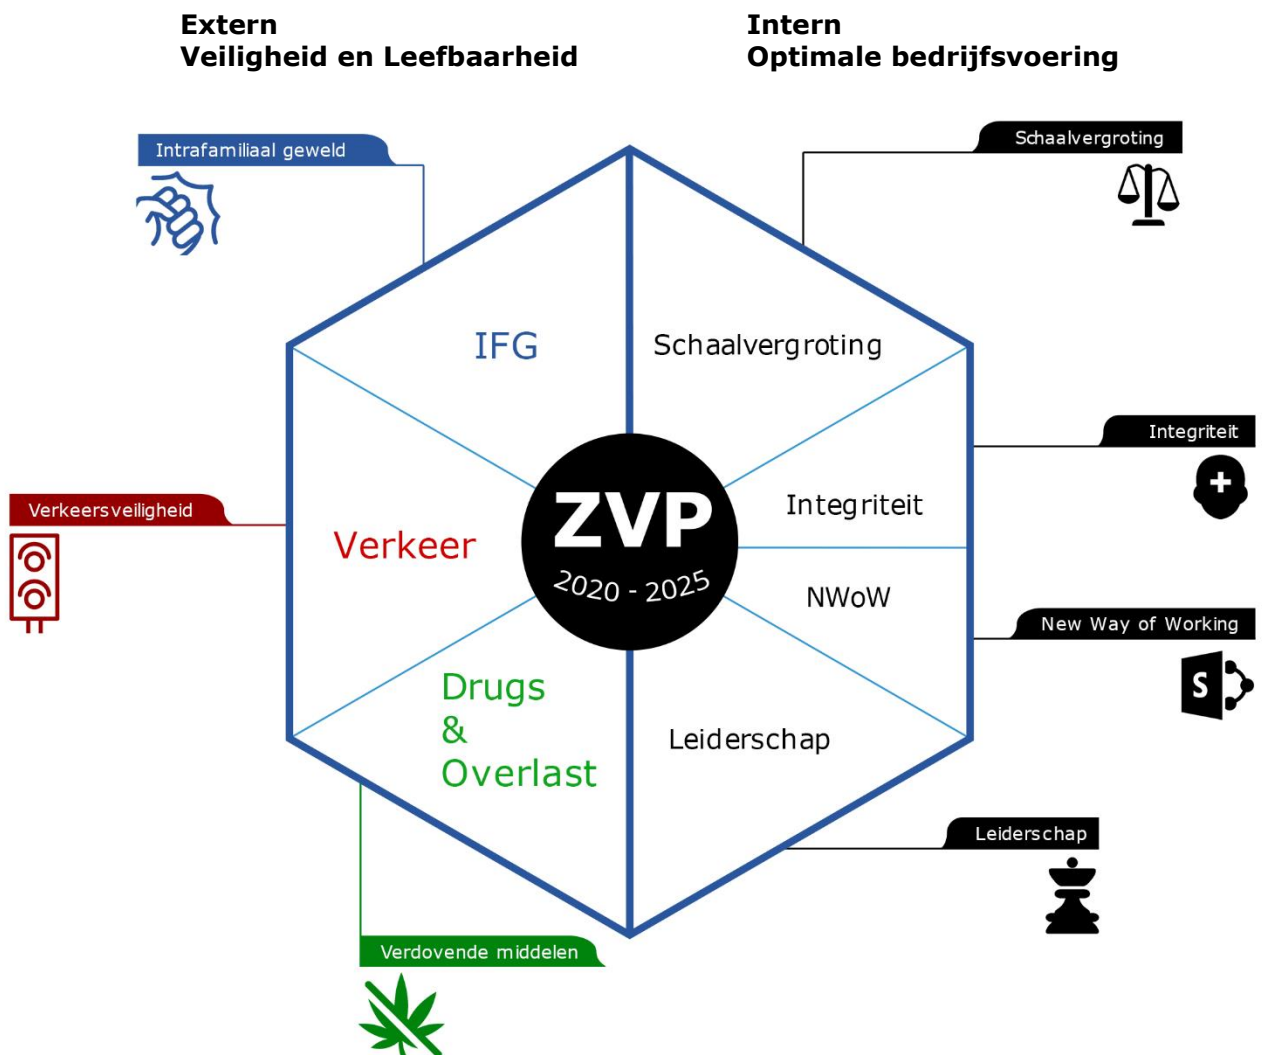 Extern
Veiligheid en Leefbaarheid
Intern
Optimale bedrijfsvoering
Intrafamiliaal geweld
Schaalvergroting
IFG
Schaalvergroting
Integriteit
Verkeersveiligheid
Verkeer
ZVP
2020 - 2025
Integriteit
NWoW
New Way of Working
S
Drugs
&
Overlast
Leiderschap
Leiderschap
Verdovende middelen